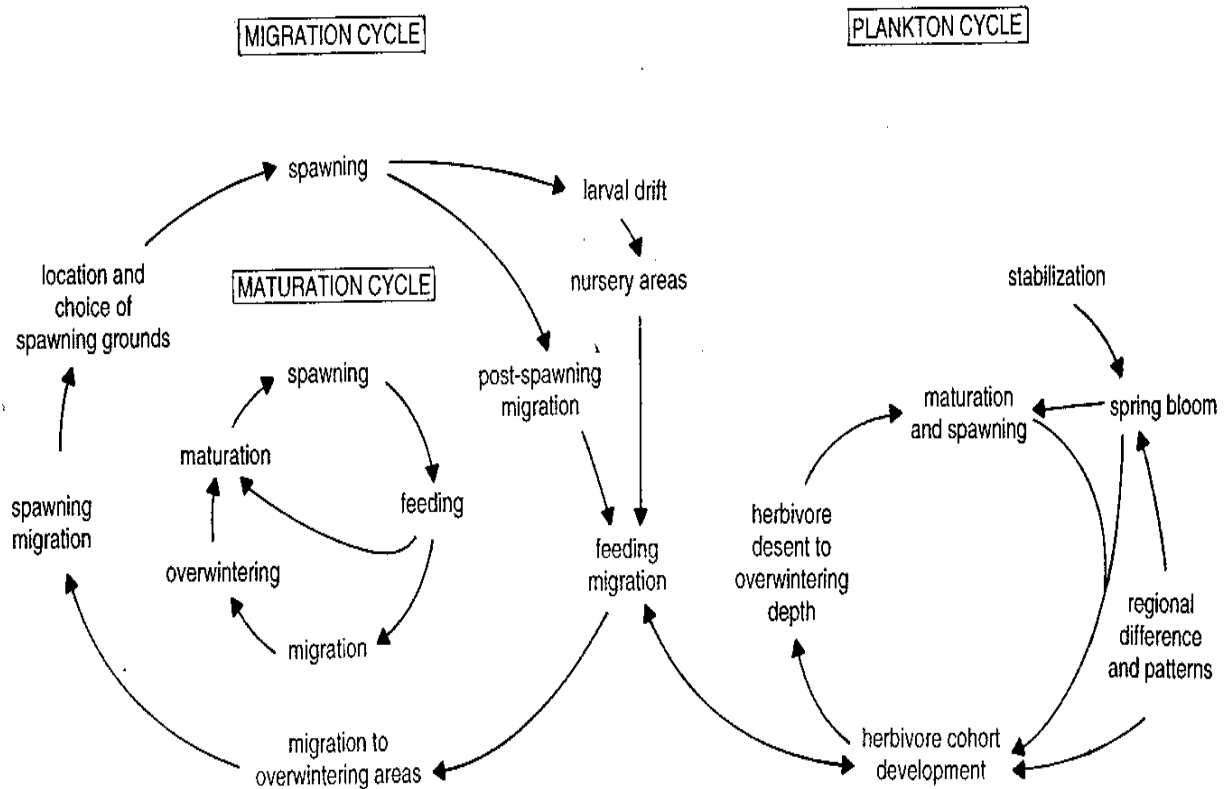 MIGRATION CYCLE
PLANKTON CYCLE
spawning
larval drift
nursery areas
location and
choice of
spawning grounds
MATURATION CYCLE
stabilization
spawning
post-spawning
migration
maturation
and spawning
spring bloom
maturation
feeding
spawning
migration
overwintering
feeding
migration
herbivore
desent to
overwintering
depth
regional
difference
and patterns
migration
migration to
overwintering areas
herbivore cohort
development